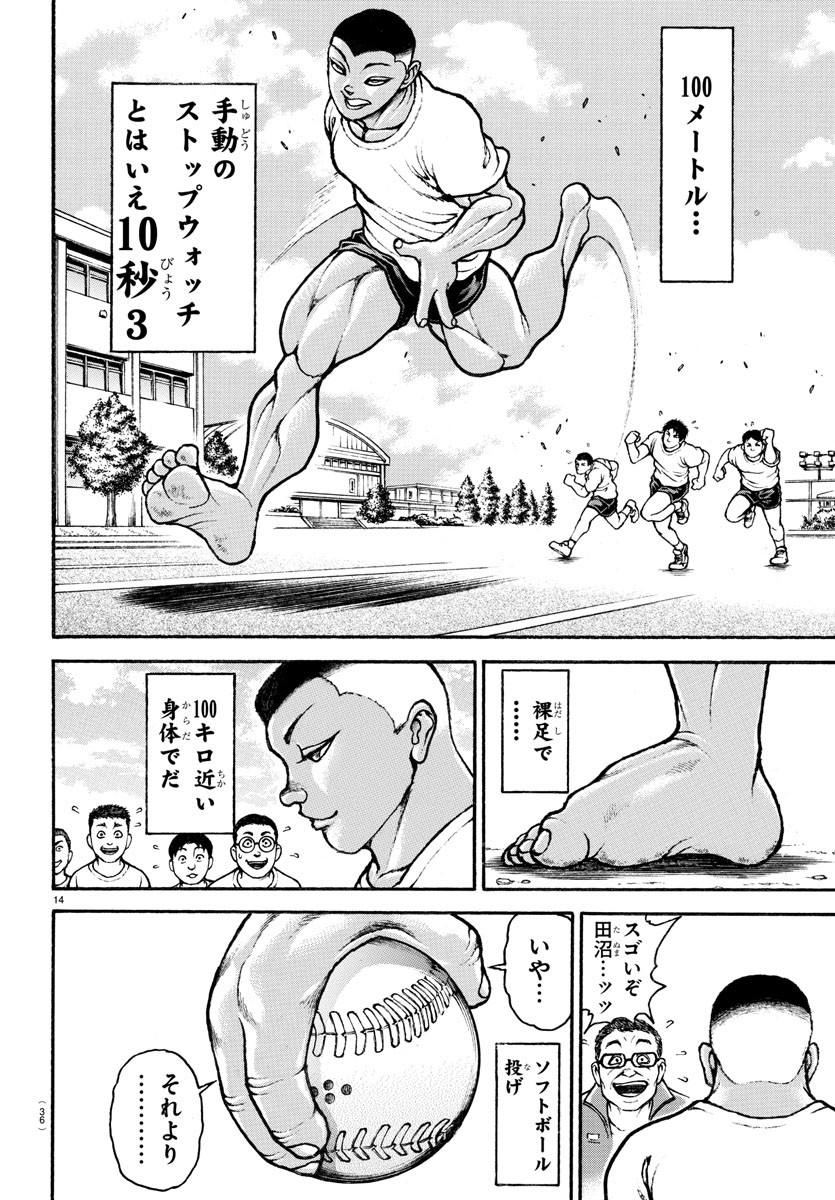 100メートル…
手動の
ストップウォッチ
とはいえ10秒3
裸足で
……
100キロ近い
身体でだ
14
スゴいぞ
田沼…ッッ
いや…
ソフトボール
投げ
それより
…………
(36)